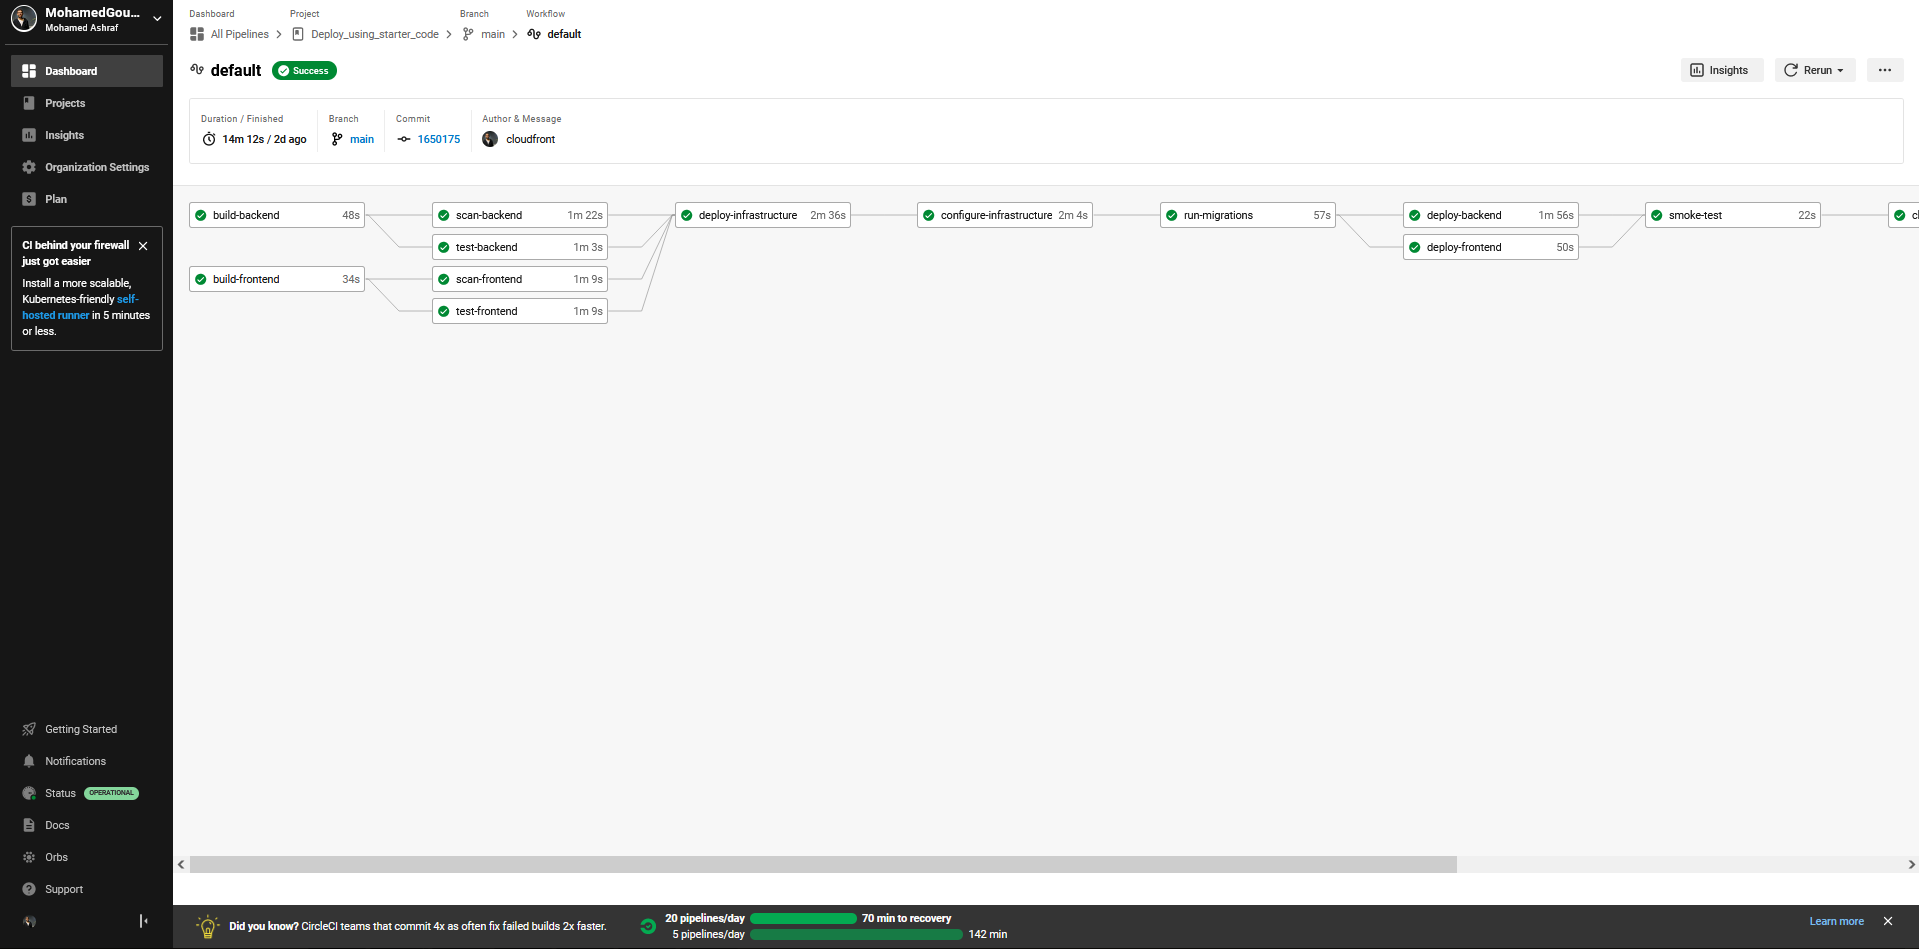 MohamedGou...
Mohamed Ashraf
Dashboard
Projects
Insights
Organization Settings
Plan
CI behind your firewall
just got easier
Install a more scalable,
Kubernetes-friendly self-
hosted runner in 5 minutes
or less.
Getting Started
Notifications
Status OPERATIONAL
Docs
Orbs
Support
Dashboard Project Branch Workflow
All Pipelines Deploy_using_starter_code main default
default Success
Insights Rerun
Duration / Finished Branch Commit Author & Message
14m 12s / 2d ago main 1650175 cloudfront
build-backend 48s scan-backend 1m 22s deploy-infrastructure 2m 36s configure-infrastructure 2m 4s run-migrations 57s deploy-backend 1m 56s smoke-test 22s
test-backend 1m 3s deploy-frontend 50s
build-frontend 34s scan-frontend 1m 9s
test-frontend 1m 9s
Did you know? CircleCI teams that commit 4x as often fix failed builds 2x faster.
20 pipelines/day 70 min to recovery
5 pipelines/day 142 min
Learn more